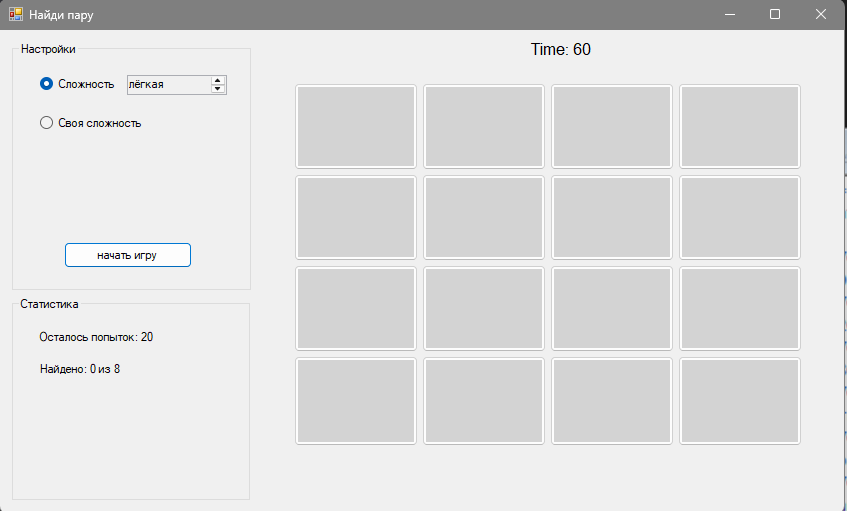 Найди пару
Настройки
Сложность лёгкая
Своя сложность
начать игру
Статистика
Осталось попыток: 20
Найдено: 0 из 8
Time: 60